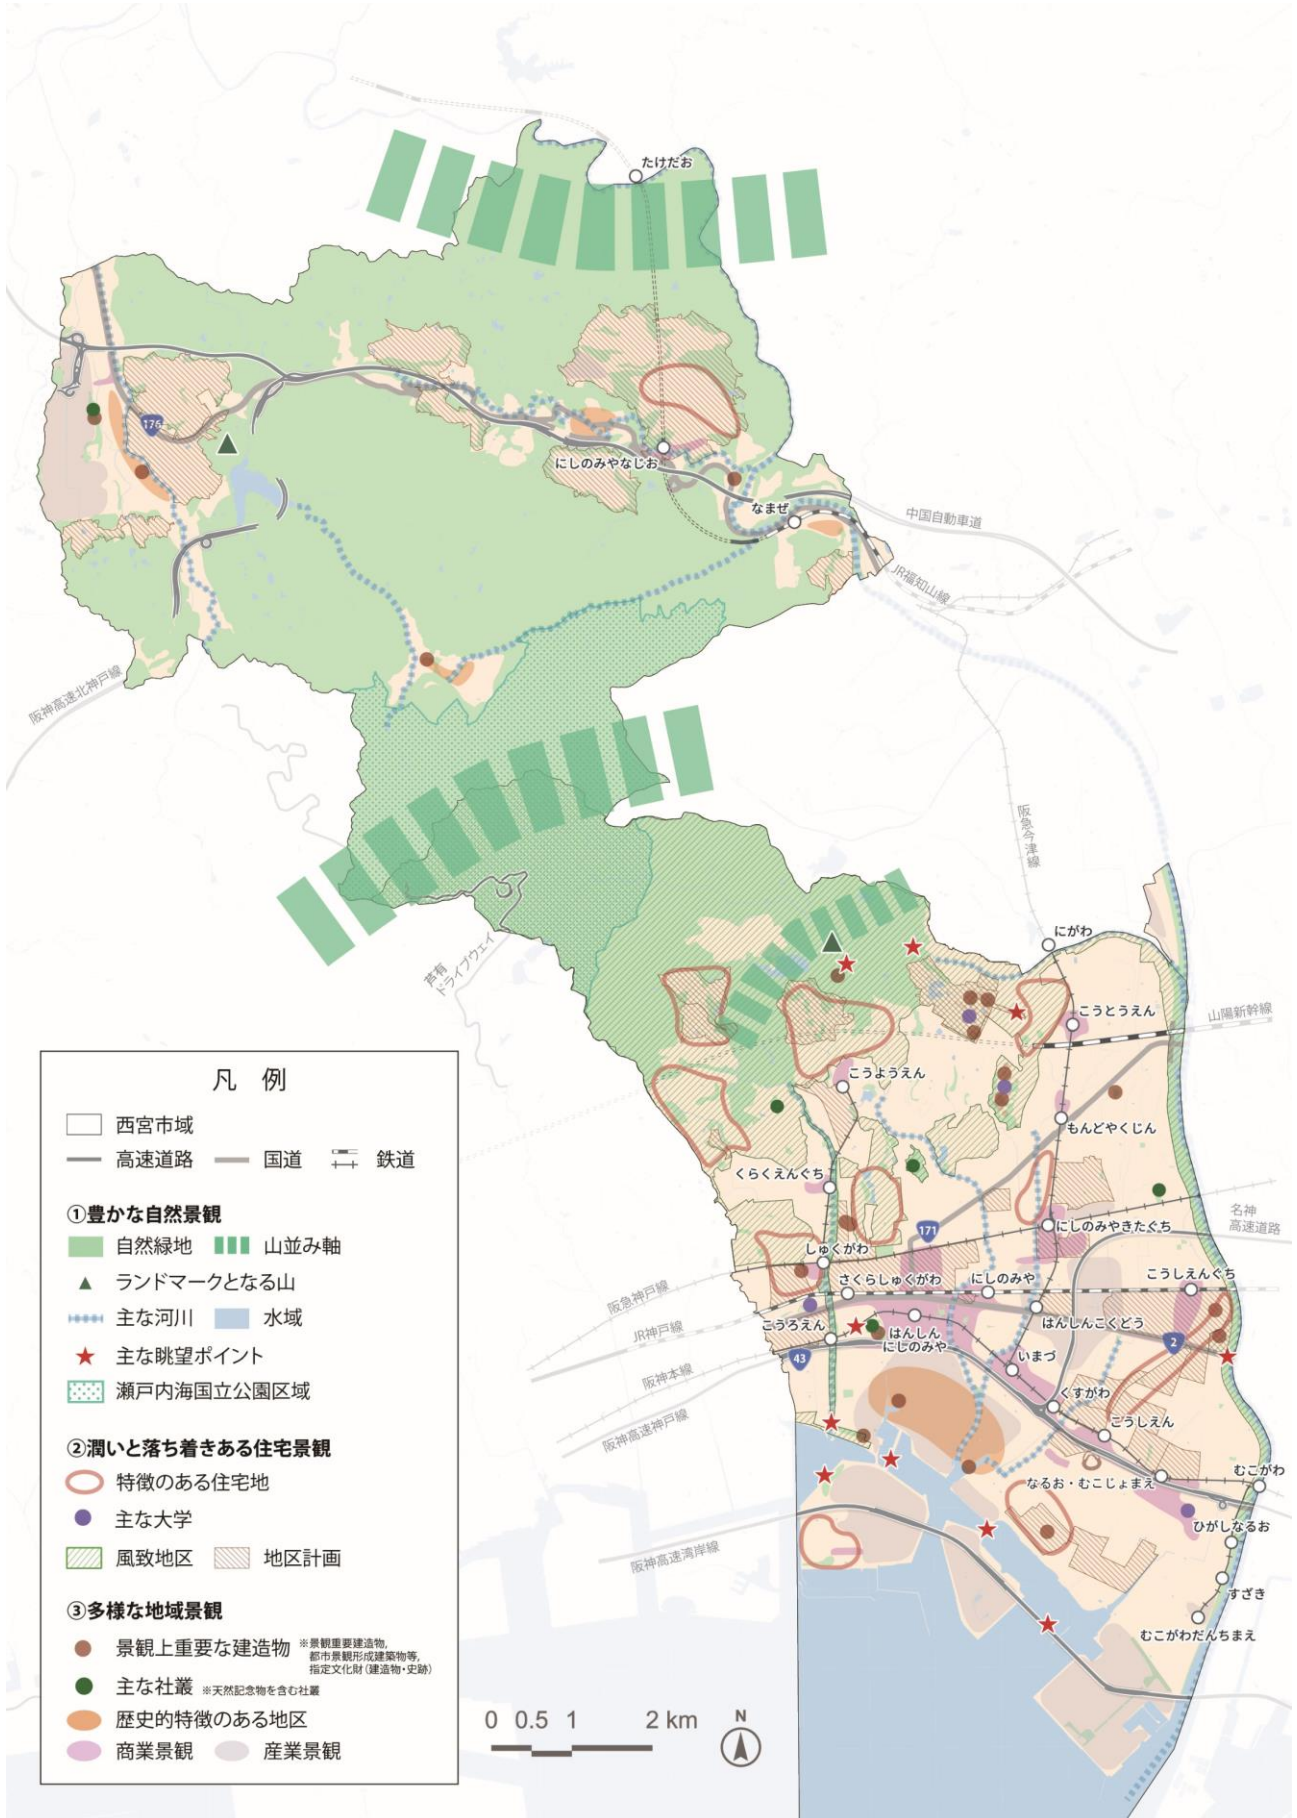 たけだお
176
にしのみやなじお
なまぜ
中国自動車道
JR福知山線
阪神高速北神戸線
阪急今津線
芦有
ドライブウェイ
にがわ
こうとうえん
山陽新幹線
こうようえん
もんどやくじん
くらくえんぐち
171
にしのみやきたぐち
名神
高速道路
しゅくがわ
さくらしゅくがわ
にしのみや
こうしえんぐち
阪急神戸線
JR神戸線
こうろえん
はんしん
にしのみや
はんしんこくどう
2
43
いまづ
阪神本線
くすがわ
阪神高速神戸線
こうしえん
なるお・むこじょまえ
むこがわ
ひがしなるお
阪神高速湾岸線
すざき
むこがわだんちまえ
凡 例
西宮市域
高速道路 国道 鉄道
①豊かな自然景観
自然緑地 山並み軸
ランドマークとなる山
主な河川 水域
主な眺望ポイント
瀬戸内海国立公園区域
②潤いと落ち着きある住宅景観
特徴のある住宅地
主な大学
風致地区 地区計画
③多様な地域景観
景観上重要な建造物 ※景観重要建造物,
都市景観形成建築物等,
指定文化財(建造物・史跡)
主な社叢 ※天然記念物を含む社叢
歴史的特徴のある地区
商業景観 産業景観
0 0.5 1 2 km
N